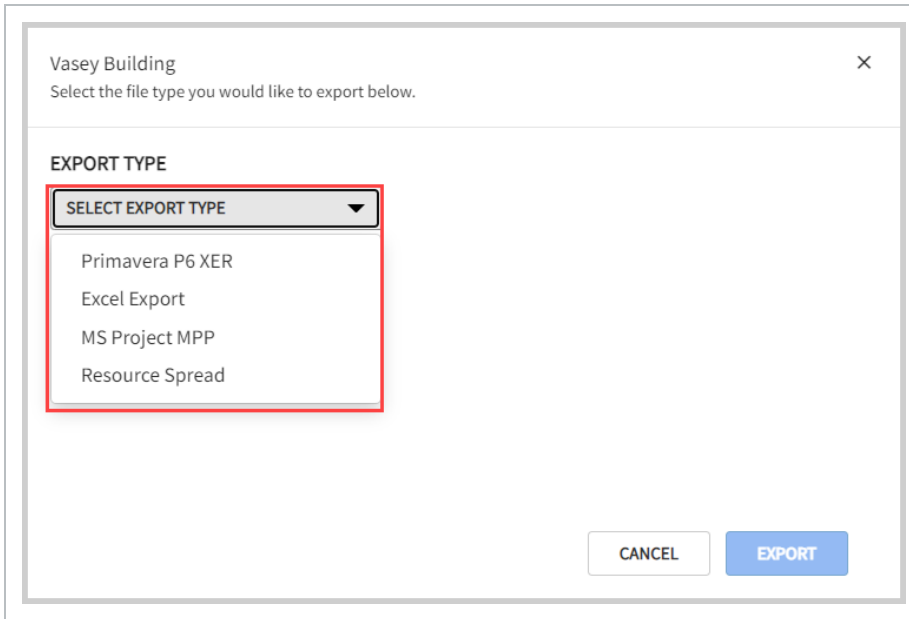 Vasey Building
Select the file type you would like to export below.
EXPORT TYPE
SELECT EXPORT TYPE
Primavera P6 XER
Excel Export
MS Project MPP
Resource Spread
CANCEL
EXPORT